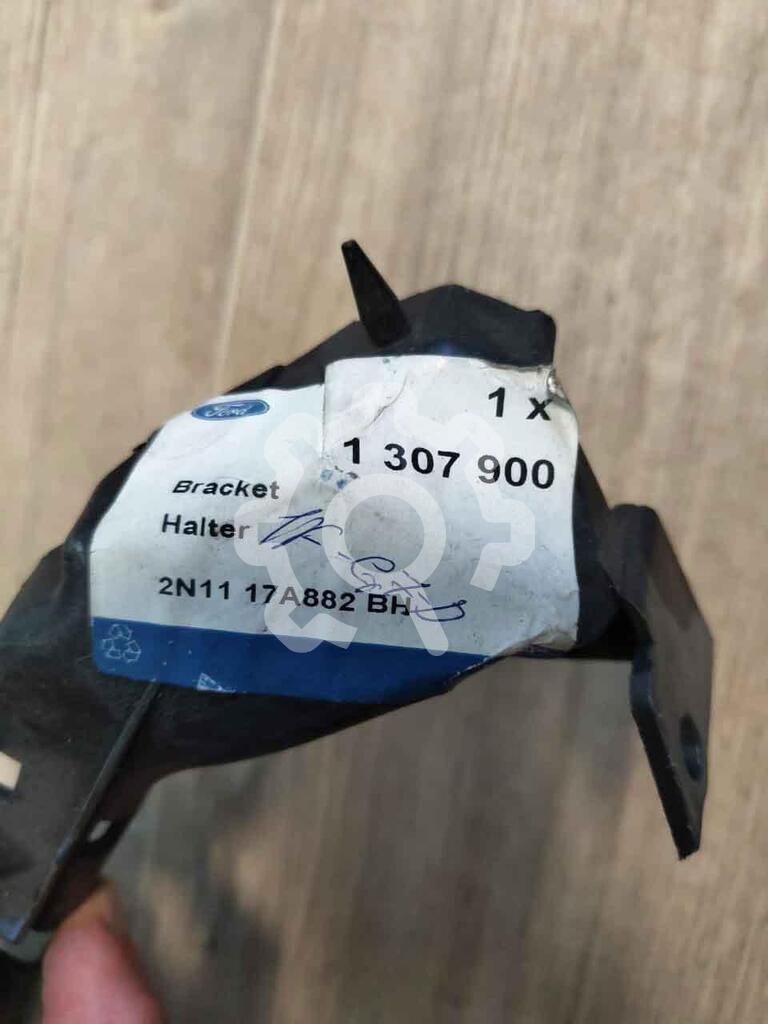 Ford
1 x
1 307 900
Bracket
Halter
2N11 17A882 BH